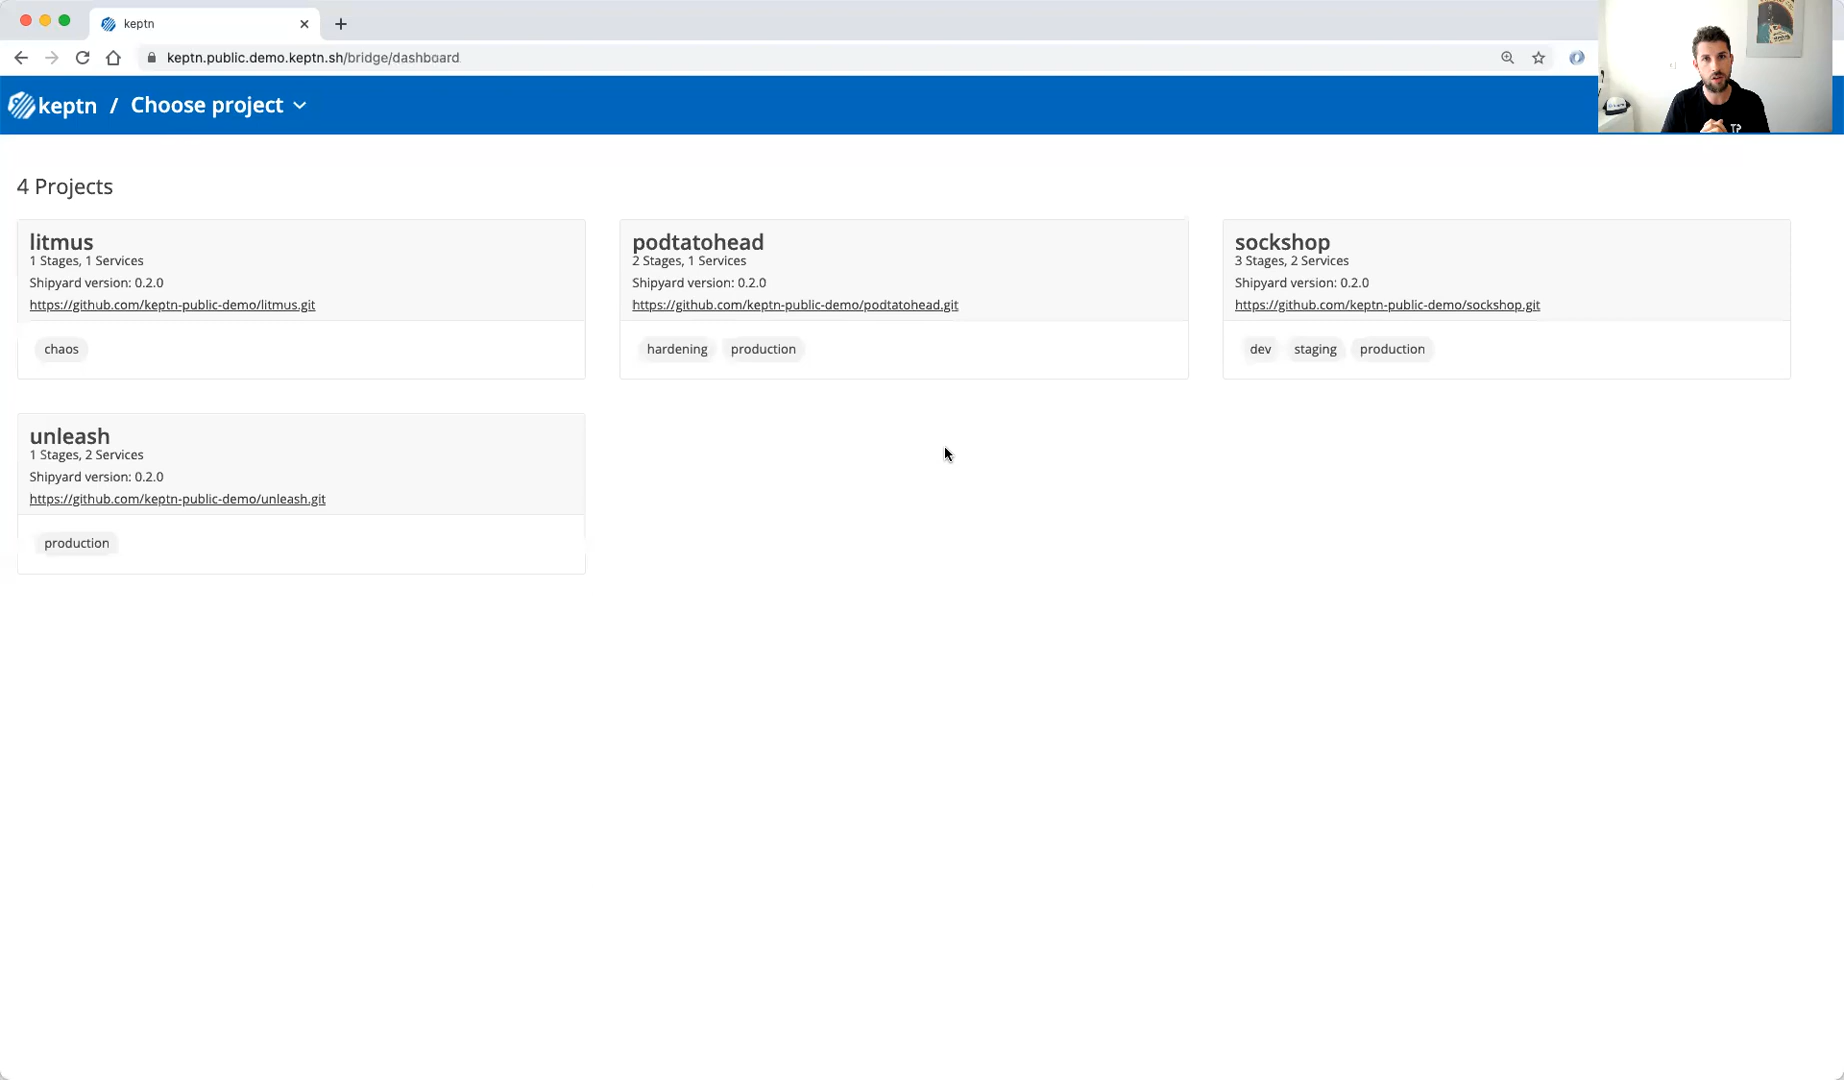 keptn
keptn.public.demo.keptn.sh/bridge/dashboard
keptn / Choose project
4 Projects
litmus
1 Stages, 1 Services
Shipyard version: 0.2.0
https://github.com/keptn-public-demo/litmus.git
chaos
podtatohead
2 Stages, 1 Services
Shipyard version: 0.2.0
https://github.com/keptn-public-demo/podtatohead.git
hardening production
sockshop
3 Stages, 2 Services
Shipyard version: 0.2.0
https://github.com/keptn-public-demo/sockshop.git
dev staging production
unleash
1 Stages, 2 Services
Shipyard version: 0.2.0
https://github.com/keptn-public-demo/unleash.git
production